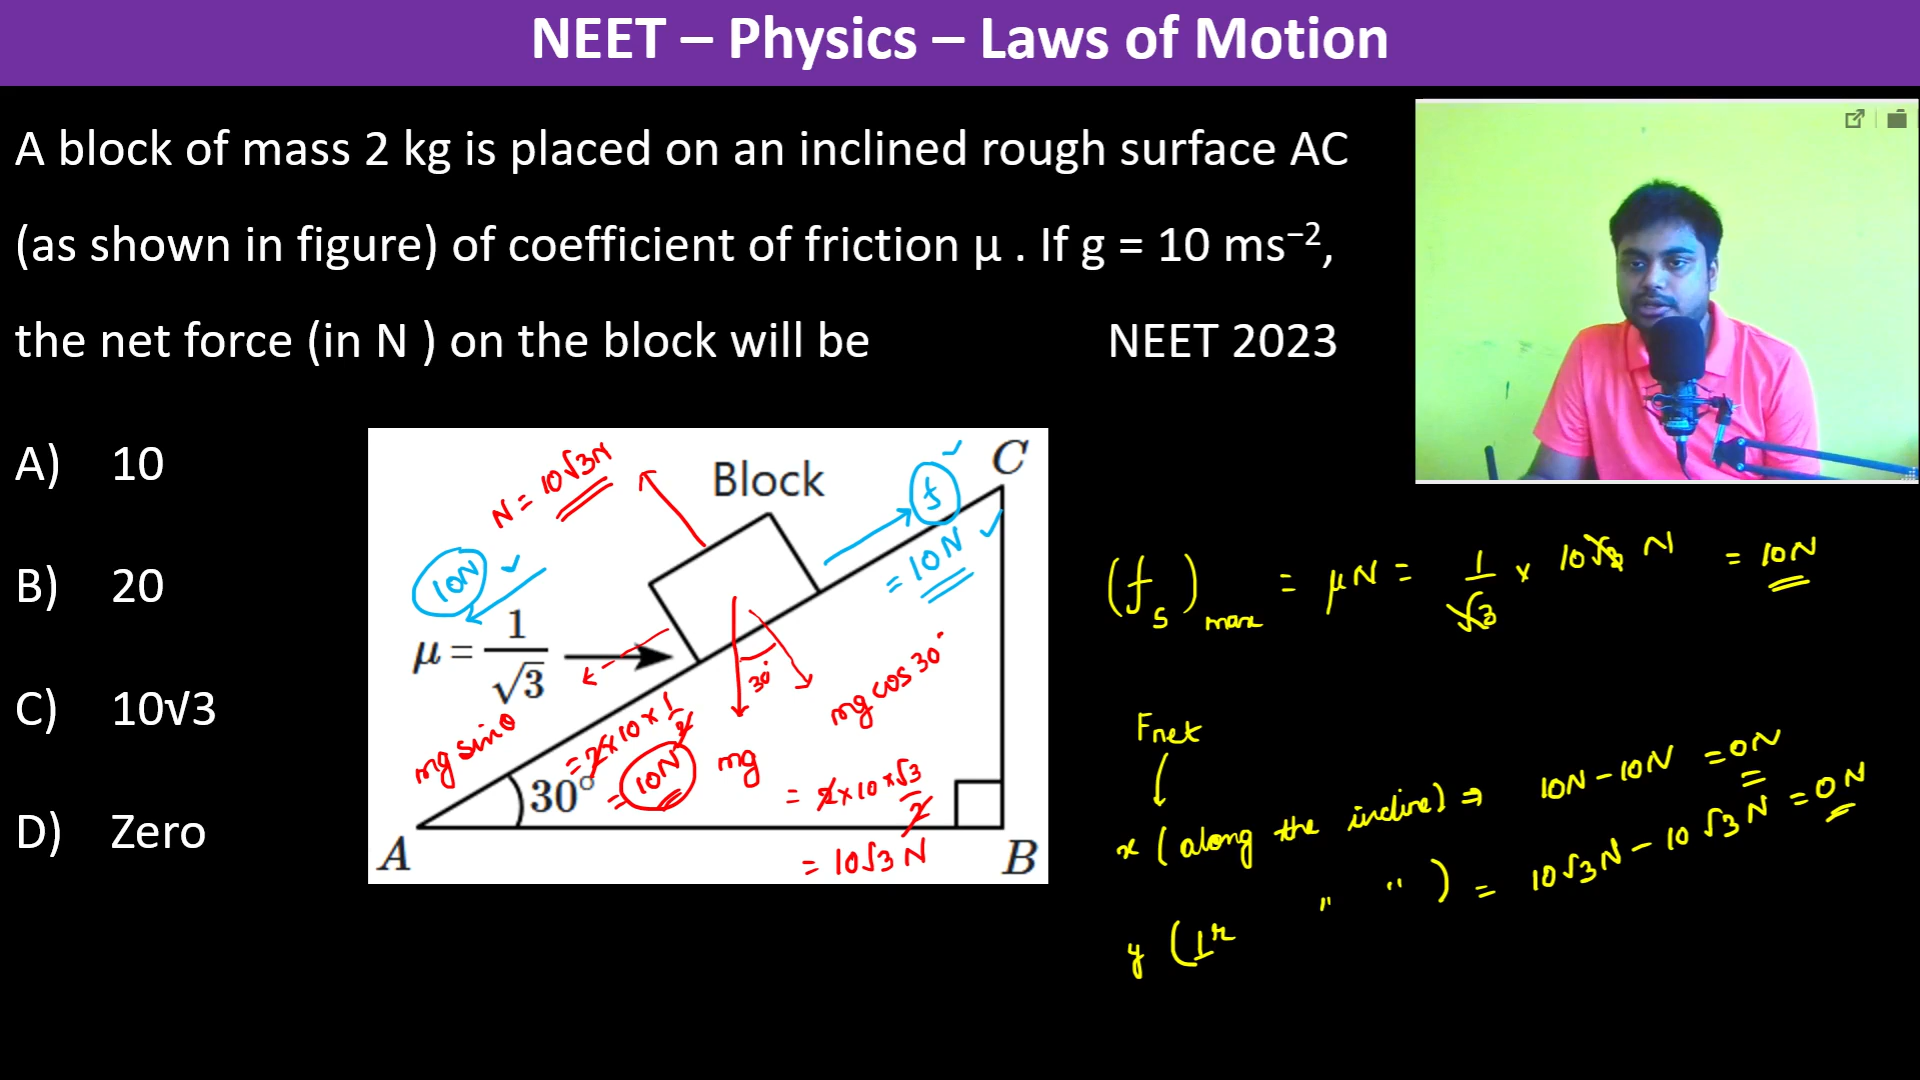 NEET – Physics – Laws of Motion
A block of mass 2 kg is placed on an inclined rough surface AC
(as shown in figure) of coefficient of friction μ . If g = 10 ms⁻²,
the net force (in N ) on the block will be NEET 2023
A) 10
B) 20
C) 10√3
D) Zero
N = 10√3N
Block
C
f
10N
= 10N
μ = 1/√3
30°
mg cos 30°
mg sinθ
= 2×10×1/2
= 10N
mg
30°
= 2×10×√3/2
= 10√3 N
A
B
(fs)max = μN = 1/√3 × 10√3 N = 10N
Fnet
x (along the incline) ⇒ 10N – 10N = 0N
y (⊥r " " ) = 10√3N – 10√3N = 0N